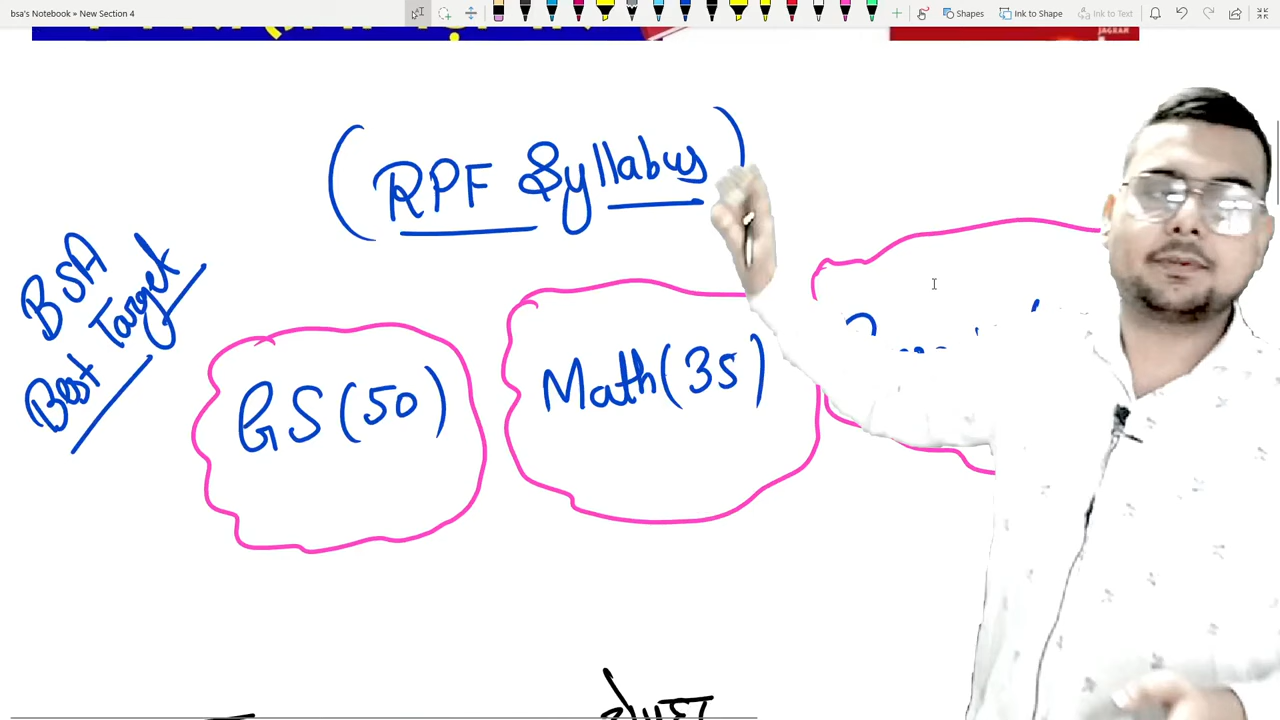 bsa's Notebook » New Section 4
Shapes
Ink to Shape
Ink to Text
JAGRAN
(RPF Syllabus)
BSA
Best Target
GS(50)
Math(35)